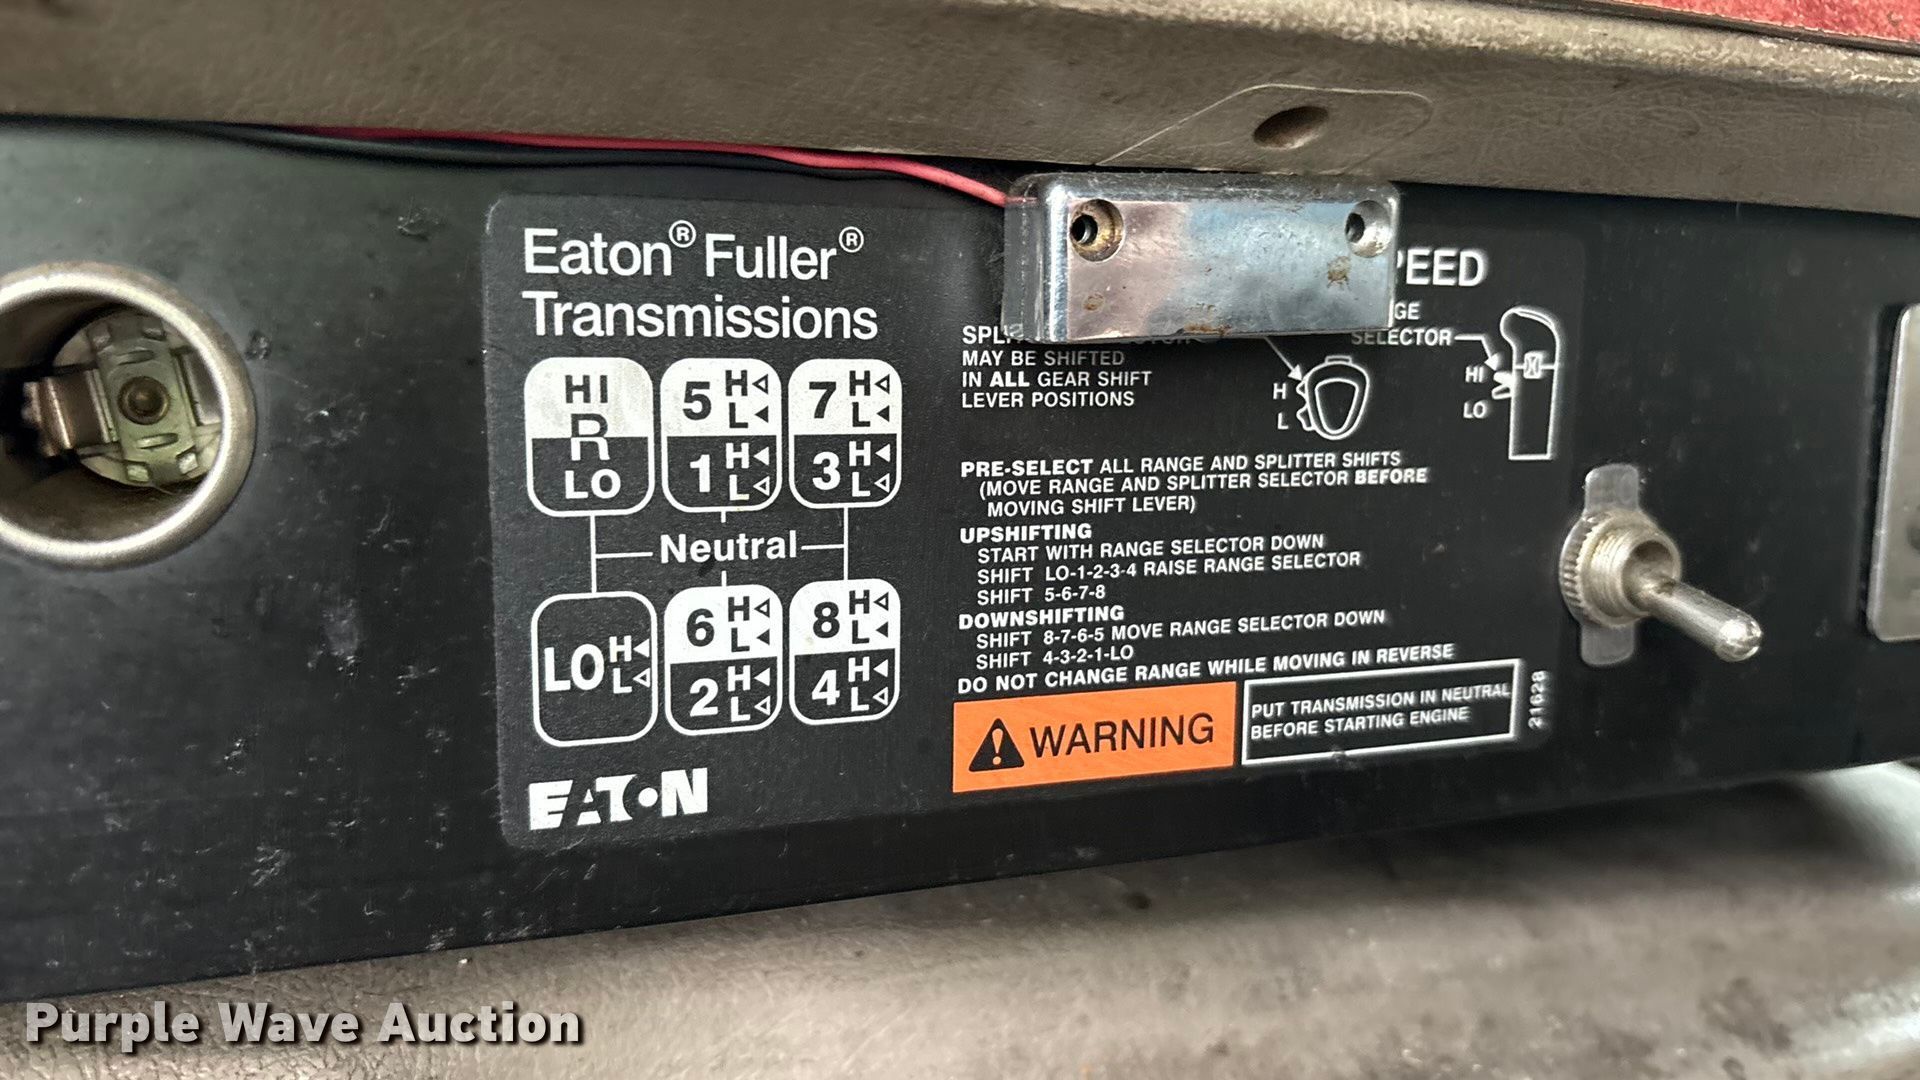 Eaton® Fuller®
Transmissions
HI
R
LO
5 H L
1 H L
7 H L
3 H L
Neutral
LO H L
6 H L
2 H L
8 H L
4 H L
EATON
MAY BE SHIFTED
IN ALL GEAR SHIFT
LEVER POSITIONS
H
L
SELECTOR
HI
LO
PRE-SELECT ALL RANGE AND SPLITTER SHIFTS
(MOVE RANGE AND SPLITTER SELECTOR BEFORE
MOVING SHIFT LEVER)
UPSHIFTING
START WITH RANGE SELECTOR DOWN
SHIFT LO-1-2-3-4 RAISE RANGE SELECTOR
SHIFT 5-6-7-8
DOWNSHIFTING
SHIFT 8-7-6-5 MOVE RANGE SELECTOR DOWN
SHIFT 4-3-2-1-LO
DO NOT CHANGE RANGE WHILE MOVING IN REVERSE
WARNING
PUT TRANSMISSION IN NEUTRAL
BEFORE STARTING ENGINE
21628
Purple Wave Auction